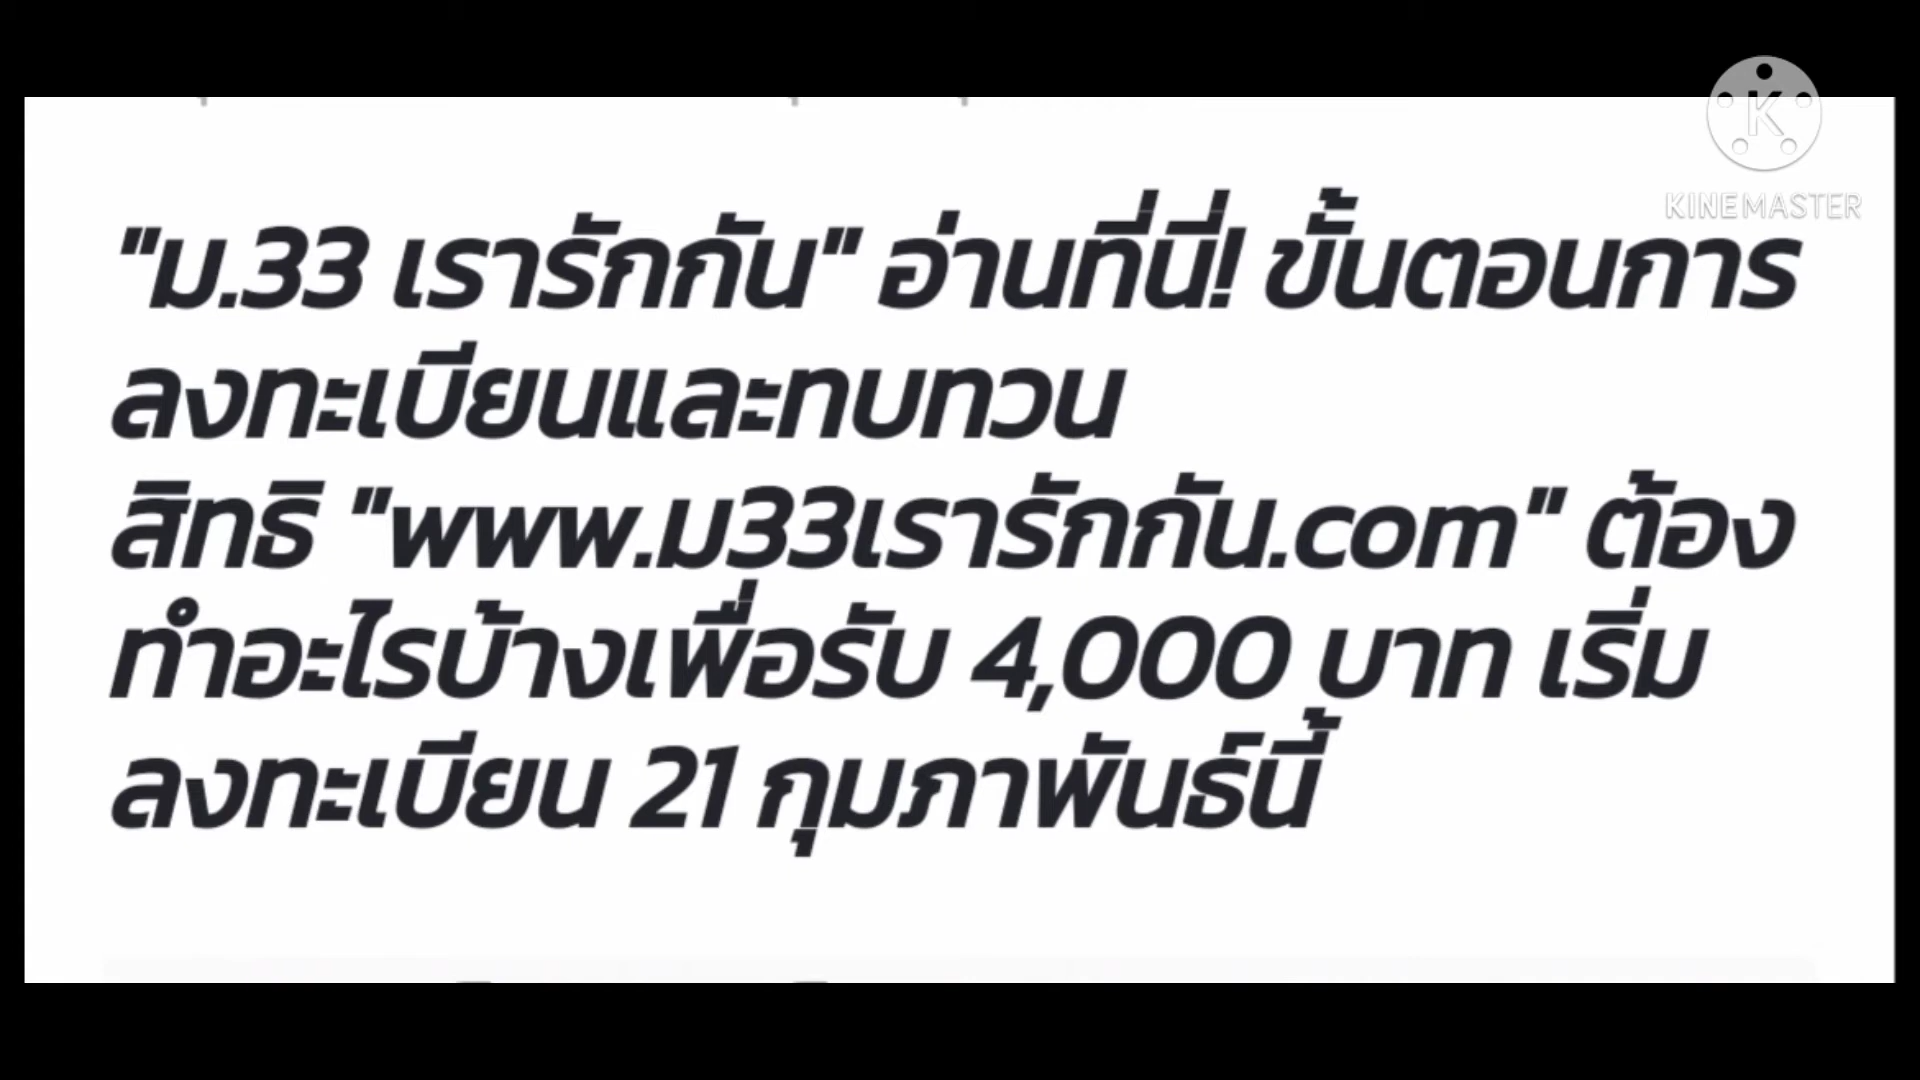 KINEMASTER
"ม.33 เรารักกัน" อ่านที่นี่! ขั้นตอนการ
ลงทะเบียนและทบทวน
สิทธิ "www.ม33เรารักกัน.com" ต้อง
ทำอะไรบ้างเพื่อรับ 4,000 บาท เริ่ม
ลงทะเบียน 21 กุมภาพันธ์นี้